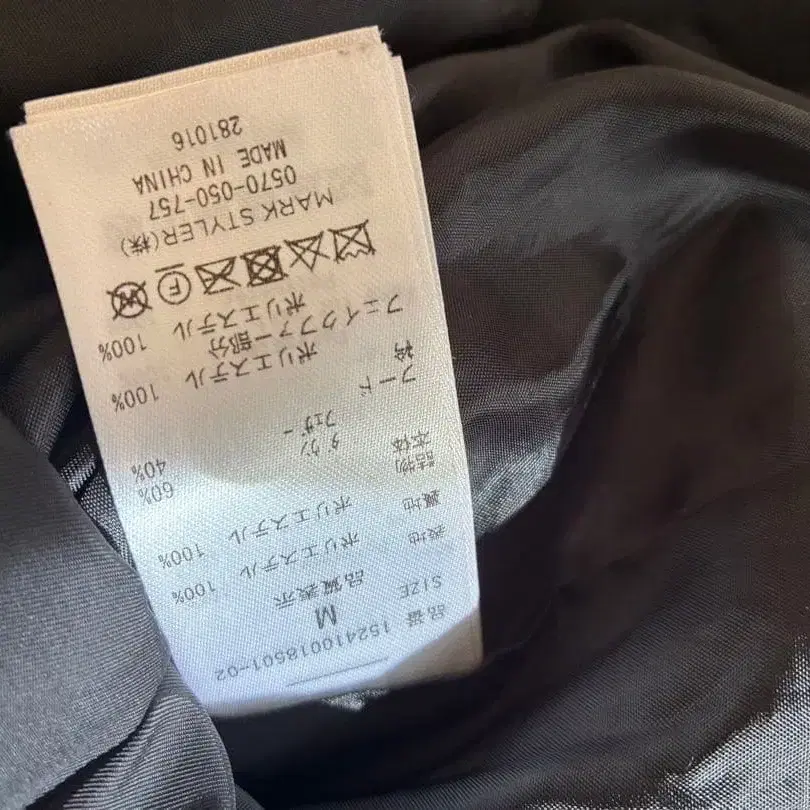 品番 152410018501-02
SIZE M
品質表示
表地 ポリエステル 100%
裏地 ポリエステル 100%
詰物
本体 ダウン 60%
フェザー 40%
フード
衿 ポリエステル 100%
フェイクファー部分
ポリエステル 100%
MARK STYLER(株)
0570-050-757
MADE IN CHINA
281016